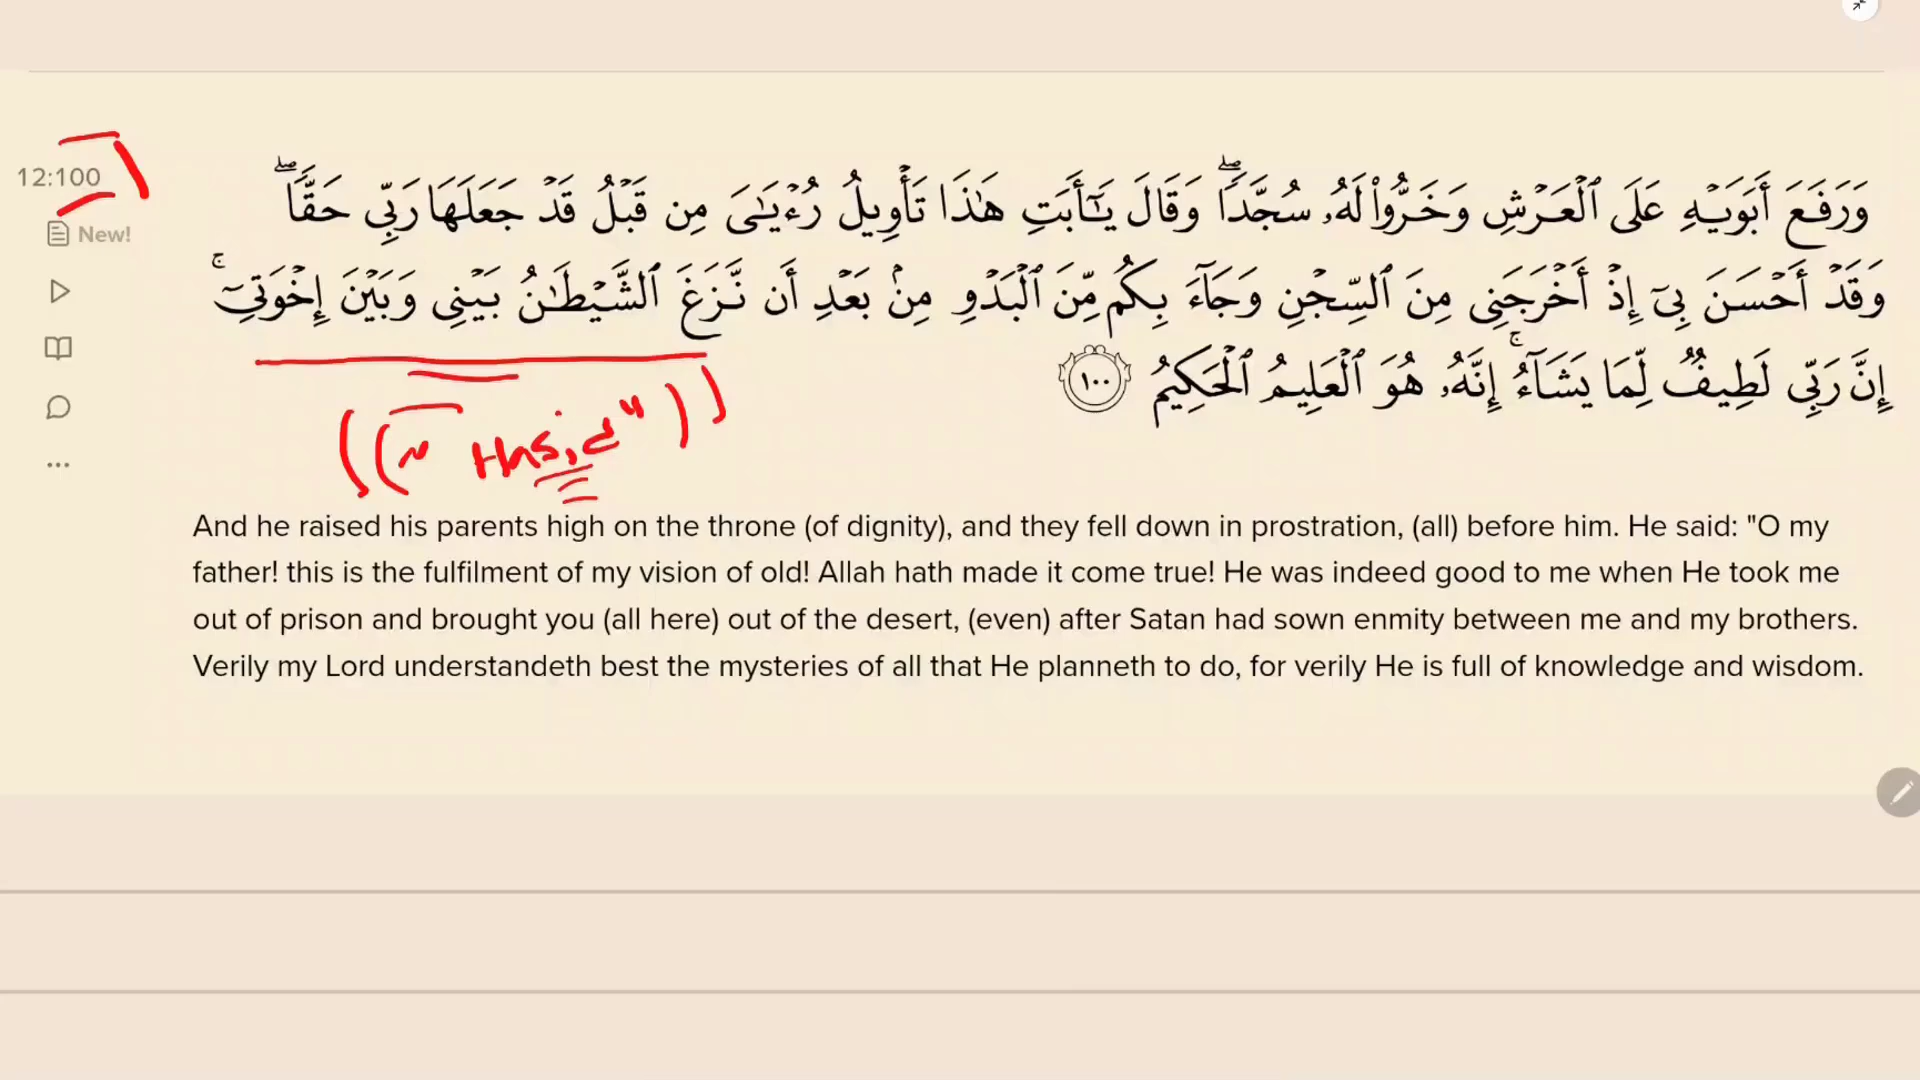 12:100
New!
وَرَفَعَ أَبَوَيْهِ عَلَى ٱلْعَرْشِ وَخَرُّوا۟ لَهُۥ سُجَّدًا ۖ وَقَالَ يَـٰٓأَبَتِ هَـٰذَا تَأْوِيلُ رُءْيَـٰىَ مِن قَبْلُ قَدْ جَعَلَهَا رَبِّى حَقًّا ۖ
وَقَدْ أَحْسَنَ بِىٓ إِذْ أَخْرَجَنِى مِنَ ٱلسِّجْنِ وَجَآءَ بِكُم مِّنَ ٱلْبَدْوِ مِنۢ بَعْدِ أَن نَّزَغَ ٱلشَّيْطَـٰنُ بَيْنِى وَبَيْنَ إِخْوَتِىٓ ۚ
إِنَّ رَبِّى لَطِيفٌ لِّمَا يَشَآءُ ۚ إِنَّهُۥ هُوَ ٱلْعَلِيمُ ٱلْحَكِيمُ ١٠٠
And he raised his parents high on the throne (of dignity), and they fell down in prostration, (all) before him. He said: "O my
father! this is the fulfilment of my vision of old! Allah hath made it come true! He was indeed good to me when He took me
out of prison and brought you (all here) out of the desert, (even) after Satan had sown enmity between me and my brothers.
Verily my Lord understandeth best the mysteries of all that He planneth to do, for verily He is full of knowledge and wisdom.